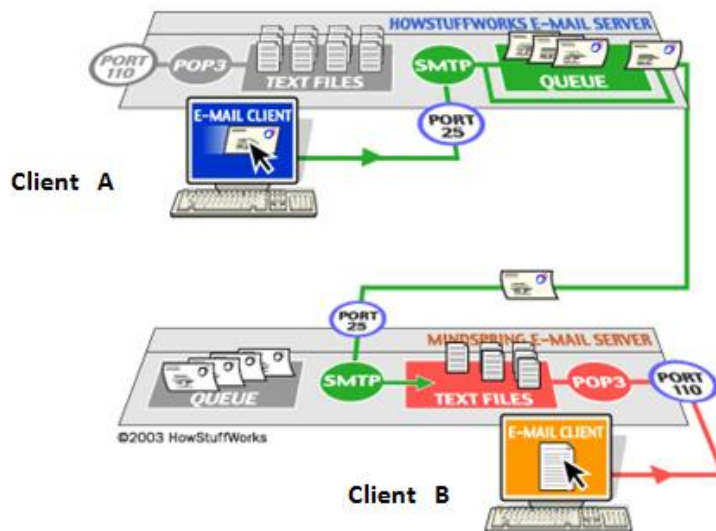 HOWSTUFFWORKS E-MAIL SERVER
PORT
110
POP3
TEXT FILES
SMTP
QUEUE
E-MAIL CLIENT
PORT
25
Client A
PORT
25
MINDSPRING E-MAIL SERVER
QUEUE
SMTP
TEXT FILES
POP3
PORT
110
©2003 HowStuffWorks
E-MAIL CLIENT
Client B